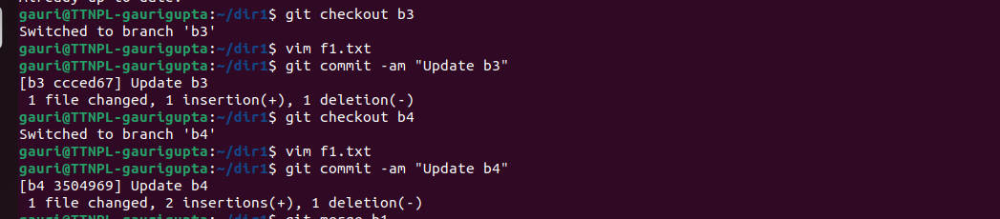 Already up to date.
gauri@TTNPL-gaurigupta:~/dir1$ git checkout b3
Switched to branch 'b3'
gauri@TTNPL-gaurigupta:~/dir1$ vim f1.txt
gauri@TTNPL-gaurigupta:~/dir1$ git commit -am "Update b3"
[b3 ccced67] Update b3
 1 file changed, 1 insertion(+), 1 deletion(-)
gauri@TTNPL-gaurigupta:~/dir1$ git checkout b4
Switched to branch 'b4'
gauri@TTNPL-gaurigupta:~/dir1$ vim f1.txt
gauri@TTNPL-gaurigupta:~/dir1$ git commit -am "Update b4"
[b4 3504969] Update b4
 1 file changed, 2 insertions(+), 1 deletion(-)
gauri@TTNPL-gaurigupta:~/dir1$ git merge b1